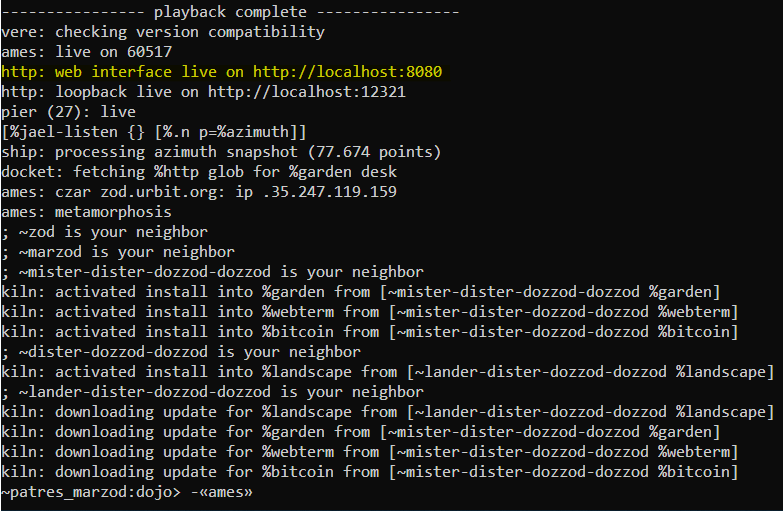 ---------------- playback complete ----------------
vere: checking version compatibility
ames: live on 60517
http: web interface live on http://localhost:8080
http: loopback live on http://localhost:12321
pier (27): live
[%jael-listen {} [%.n p=%azimuth]]
ship: processing azimuth snapshot (77.674 points)
docket: fetching %http glob for %garden desk
ames: czar zod.urbit.org: ip .35.247.119.159
ames: metamorphosis
; ~zod is your neighbor
; ~marzod is your neighbor
; ~mister-dister-dozzod-dozzod is your neighbor
kiln: activated install into %garden from [~mister-dister-dozzod-dozzod %garden]
kiln: activated install into %webterm from [~mister-dister-dozzod-dozzod %webterm]
kiln: activated install into %bitcoin from [~mister-dister-dozzod-dozzod %bitcoin]
; ~dister-dozzod-dozzod is your neighbor
kiln: activated install into %landscape from [~lander-dister-dozzod-dozzod %landscape]
; ~lander-dister-dozzod-dozzod is your neighbor
kiln: downloading update for %landscape from [~lander-dister-dozzod-dozzod %landscape]
kiln: downloading update for %garden from [~mister-dister-dozzod-dozzod %garden]
kiln: downloading update for %webterm from [~mister-dister-dozzod-dozzod %webterm]
kiln: downloading update for %bitcoin from [~mister-dister-dozzod-dozzod %bitcoin]
~patres_marzod:dojo> -«ames»